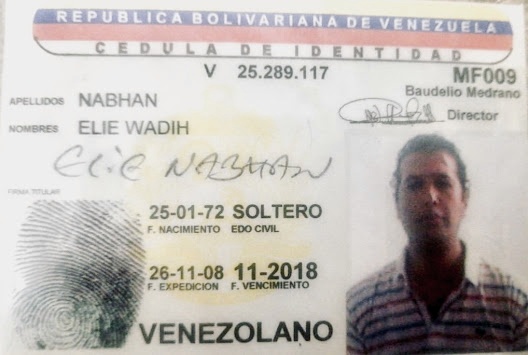 REPUBLICA BOLIVARIANA DE VENEZUELA
CEDULA DE IDENTIDAD
V 25.289.117
MF009
Baudelio Medrano
Director
APELLIDOS NABHAN
NOMBRES ELIE WADIH
ELIE NABHAN
FIRMA TITULAR
25-01-72 SOLTERO
F. NACIMIENTO EDO CIVIL
26-11-08 11-2018
F. EXPEDICION F. VENCIMIENTO
VENEZOLANO